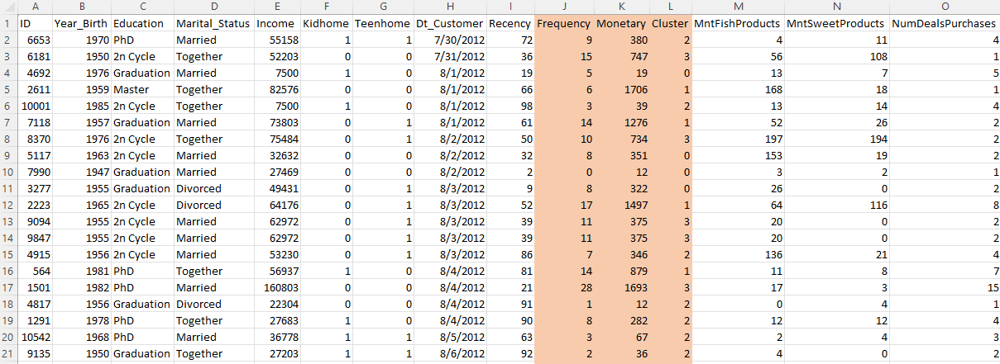 A B C D E F G H I J K L M N O
1 ID Year_Birth Education Marital_Status Income Kidhome Teenhome Dt_Customer Recency Frequency Monetary Cluster MntFishProducts MntSweetProducts NumDealsPurchases
2 6653 1970 PhD Married 55158 1 1 7/30/2012 72 9 380 2 4 11 4
3 6181 1950 2n Cycle Together 52203 0 0 7/31/2012 36 15 747 3 56 108 1
4 4692 1976 Graduation Married 7500 1 0 8/1/2012 19 5 19 0 13 7 5
5 2611 1959 Master Together 82576 0 0 8/1/2012 66 6 1706 1 168 18 1
6 10001 1985 2n Cycle Together 7500 1 0 8/1/2012 98 3 39 2 13 14 4
7 7118 1957 Graduation Married 73803 0 1 8/1/2012 61 14 1276 1 52 26 2
8 8370 1976 2n Cycle Together 75484 0 1 8/2/2012 50 10 734 3 197 194 2
9 5117 1963 2n Cycle Married 32632 0 0 8/2/2012 32 8 351 0 153 19 2
10 7990 1947 Graduation Married 27469 0 0 8/2/2012 2 0 12 0 3 2 1
11 3277 1955 Graduation Divorced 49431 0 1 8/3/2012 9 8 322 0 26 0 2
12 2223 1965 2n Cycle Divorced 64176 0 1 8/3/2012 52 17 1497 1 64 116 8
13 9094 1955 2n Cycle Married 62972 0 1 8/3/2012 39 11 375 3 20 0 2
14 9847 1955 2n Cycle Married 62972 0 1 8/3/2012 39 11 375 3 20 0 2
15 4915 1956 2n Cycle Married 53230 0 1 8/3/2012 86 7 346 2 136 21 4
16 564 1981 PhD Together 56937 1 0 8/4/2012 81 14 879 1 11 8 7
17 1501 1982 PhD Married 160803 0 0 8/4/2012 21 28 1693 3 17 3 15
18 4817 1956 Graduation Divorced 22304 0 0 8/4/2012 91 1 12 2 0 4 1
19 1291 1978 PhD Together 27683 1 0 8/4/2012 90 8 282 2 12 12 4
20 10542 1968 PhD Married 36778 1 1 8/5/2012 63 3 67 2 2 4 3
21 9135 1950 Graduation Together 27203 1 1 8/6/2012 92 2 36 2 4 0 2